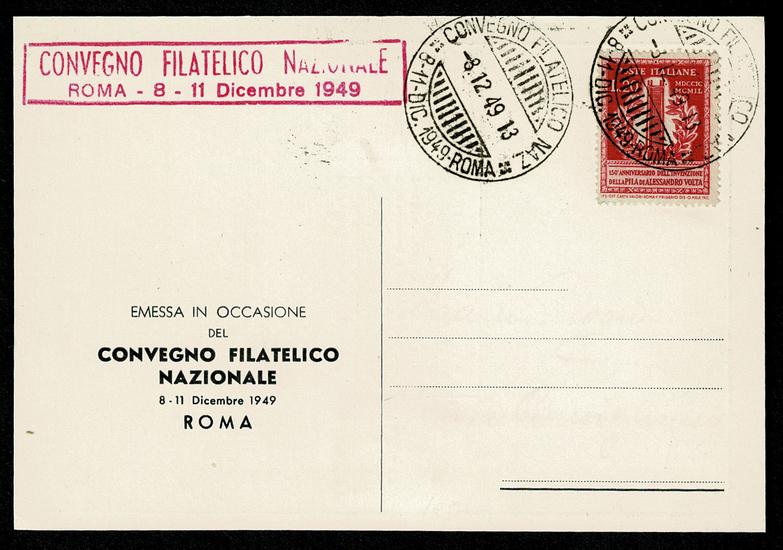 CONVEGNO FILATELICO NAZIONALE
ROMA - 8 - 11 Dicembre 1949
CONVEGNO FILATELICO NAZ.
-8.12.49 13
8-11-DIC. 1949-ROMA
CONVEGNO FILATELICO NAZ
8-11-DIC. 1949-ROMA
POSTE ITALIANE
MDCCIC
MCMIL
150° ANNIVERSARIO DELL'INVENZIONE
DELLA PILA DI ALESSANDRO VOLTA
EMESSA IN OCCASIONE
DEL
CONVEGNO FILATELICO
NAZIONALE
8-11 Dicembre 1949
ROMA